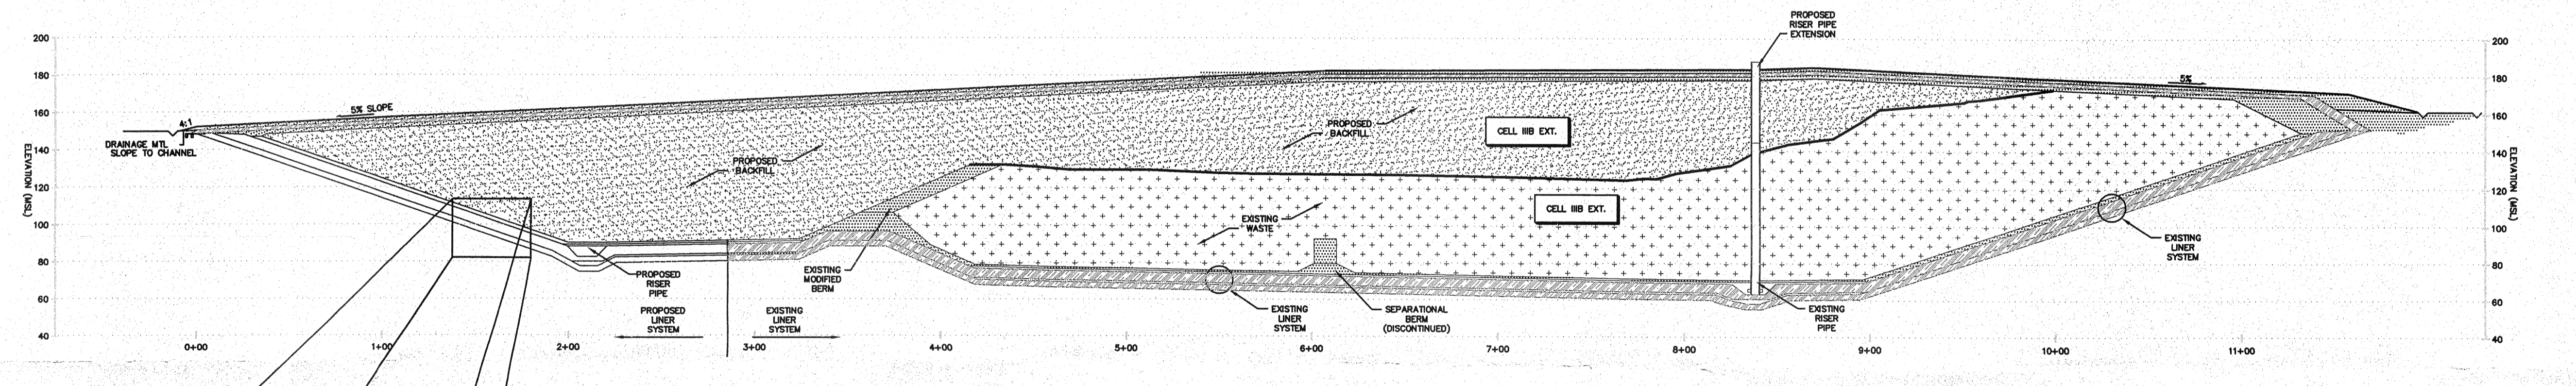 PROPOSED
RISER PIPE
EXTENSION
200
180
160
140
120
100
80
60
40
ELEVATION (MSL)
200
180
160
140
120
100
80
60
40
ELEVATION (MSL)
5% SLOPE
4:1
DRAINAGE MTL
SLOPE TO CHANNEL
PROPOSED
BACKFILL
PROPOSED
BACKFILL
CELL IIIB EXT.
5%
CELL IIIB EXT.
EXISTING
WASTE
PROPOSED
RISER
PIPE
EXISTING
MODIFIED
BERM
PROPOSED
LINER
SYSTEM
EXISTING
LINER
SYSTEM
EXISTING
LINER
SYSTEM
SEPARATIONAL
BERM
(DISCONTINUED)
EXISTING
RISER
PIPE
EXISTING
LINER
SYSTEM
0+00
1+00
2+00
3+00
4+00
5+00
6+00
7+00
8+00
9+00
10+00
11+00